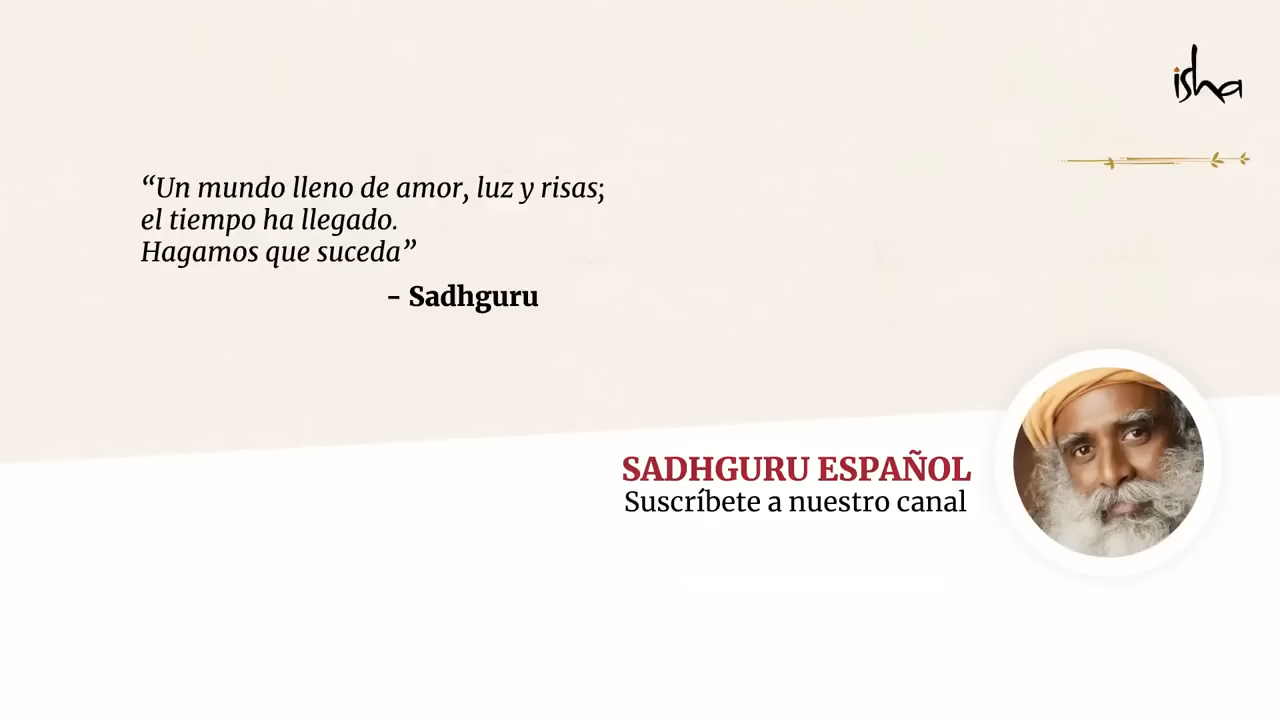 isha
“Un mundo lleno de amor, luz y risas;
el tiempo ha llegado.
Hagamos que suceda”
- Sadhguru
SADHGURU ESPAÑOL
Suscríbete a nuestro canal